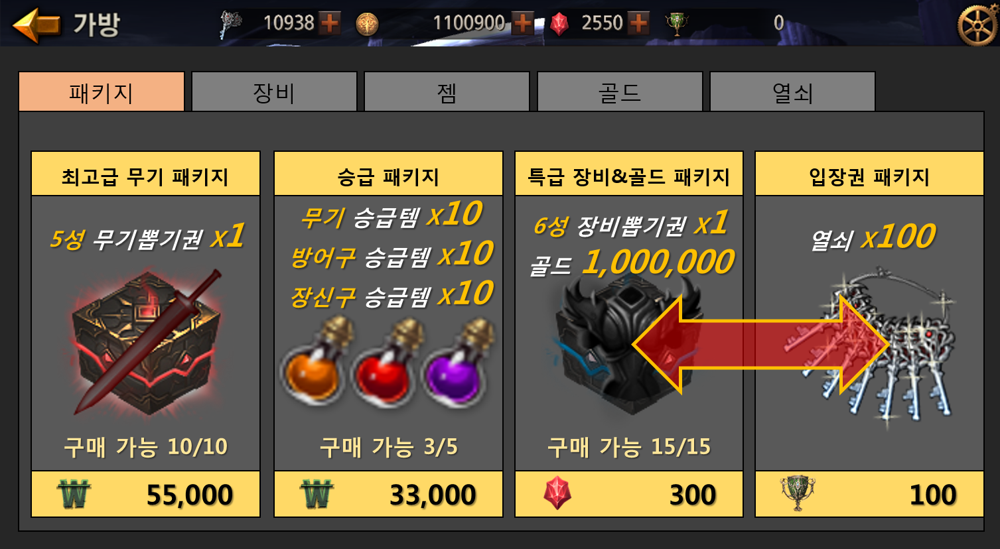 가방
10938
1100900
2550
0
패키지
장비
젬
골드
열쇠
최고급 무기 패키지
5성 무기뽑기권 X1
구매 가능 10/10
W 55,000
승급 패키지
무기 승급템 X10
방어구 승급템 X10
장신구 승급템 X10
구매 가능 3/5
W 33,000
특급 장비&골드 패키지
6성 장비뽑기권 X1
골드 1,000,000
구매 가능 15/15
300
입장권 패키지
열쇠 X100
100